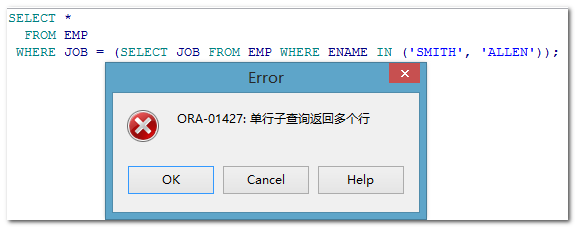 SELECT *
FROM EMP
WHERE JOB = (SELECT JOB FROM EMP WHERE ENAME IN ('SMITH', 'ALLEN'));
Error
ORA-01427: 单行子查询返回多个行
OK Cancel Help